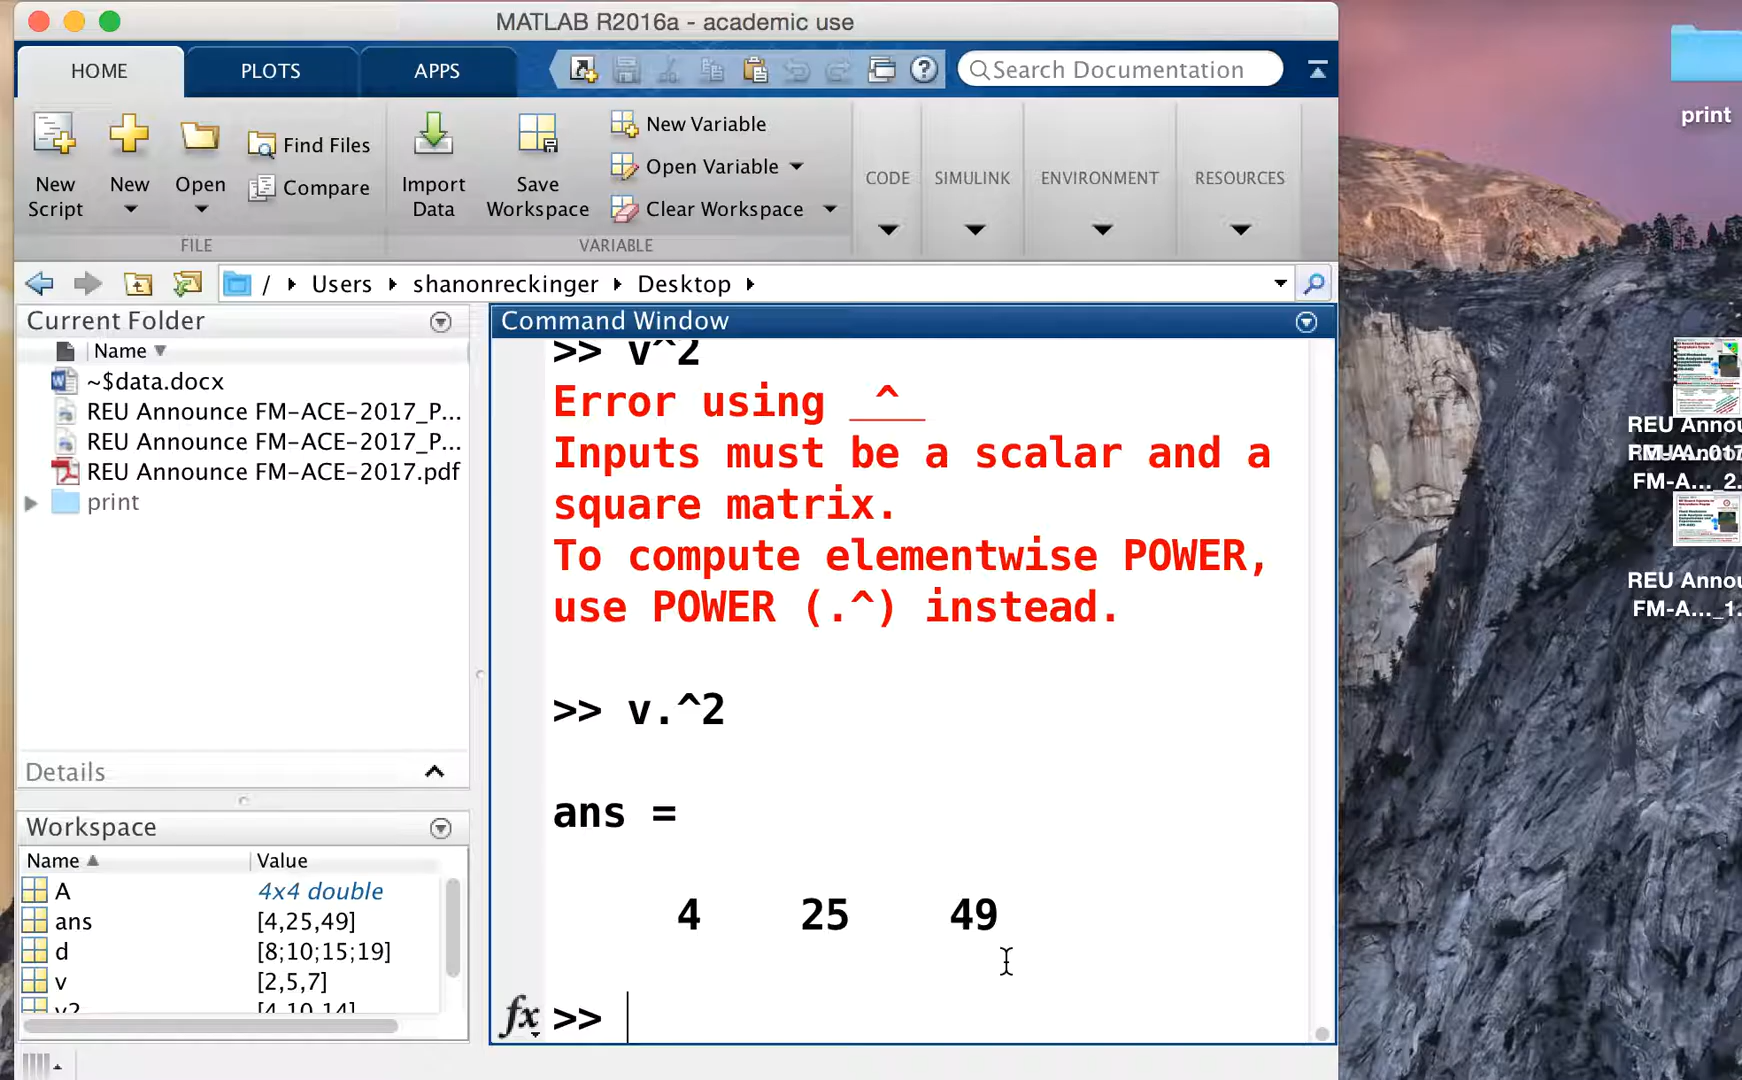 MATLAB R2016a - academic use
HOME
PLOTS
APPS
Search Documentation
New Script
New
Open
Find Files
Compare
Import Data
Save Workspace
New Variable
Open Variable
Clear Workspace
CODE
SIMULINK
ENVIRONMENT
RESOURCES
FILE
VARIABLE
/ Users shanonreckinger Desktop
Current Folder
Name
~$data.docx
REU Announce FM-ACE-2017_P...
REU Announce FM-ACE-2017_P...
REU Announce FM-ACE-2017.pdf
print
Details
Workspace
Name Value
A 4x4 double
ans [4,25,49]
d [8;10;15;19]
v [2,5,7]
v2 [4,10,14]
Command Window
>> v^2
Error using ^
Inputs must be a scalar and a
square matrix.
To compute elementwise POWER,
use POWER (.^) instead.
>> v.^2
ans =
4 25 49
fx >>
print
REU Annou
FM-A..._2.
REU Annou
FM-A..._1.